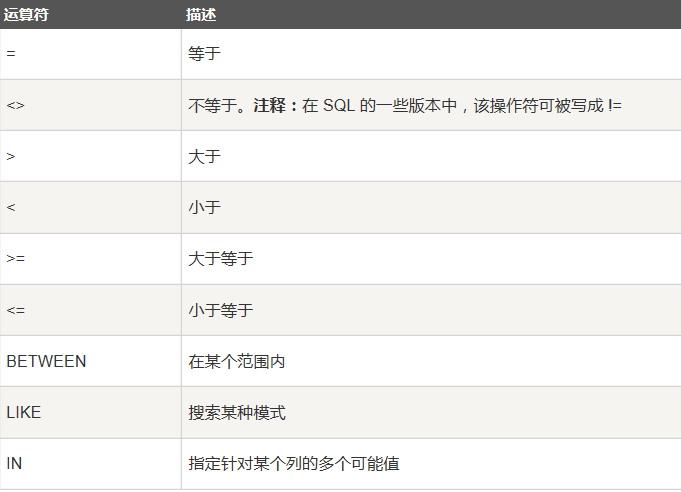 运算符 描述
= 等于
<> 不等于。注释：在 SQL 的一些版本中，该操作符可被写成 !=
> 大于
< 小于
>= 大于等于
<= 小于等于
BETWEEN 在某个范围内
LIKE 搜索某种模式
IN 指定针对某个列的多个可能值